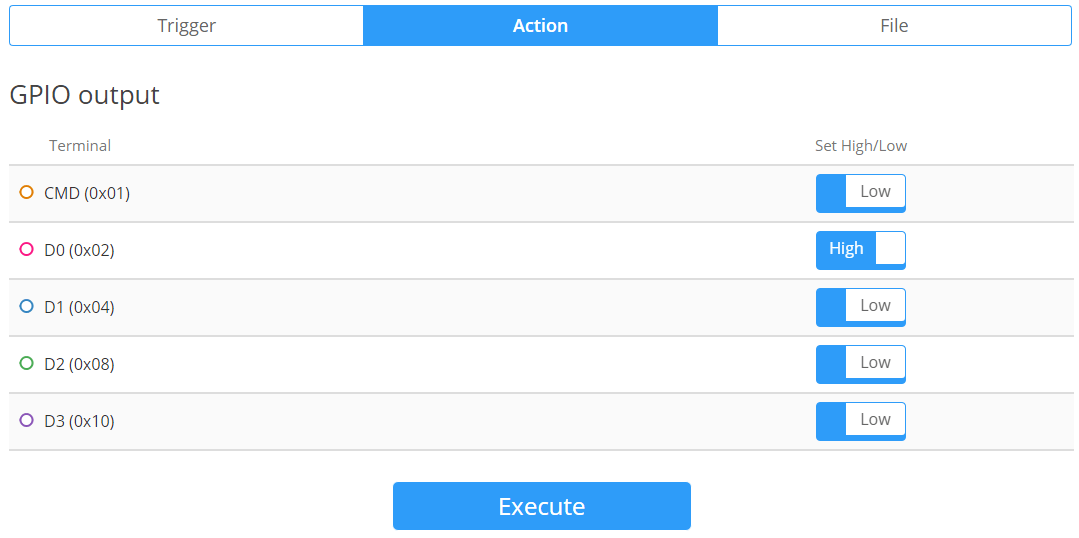 Trigger Action File
GPIO output
Terminal Set High/Low
CMD (0x01) Low
D0 (0x02) High
D1 (0x04) Low
D2 (0x08) Low
D3 (0x10) Low
Execute